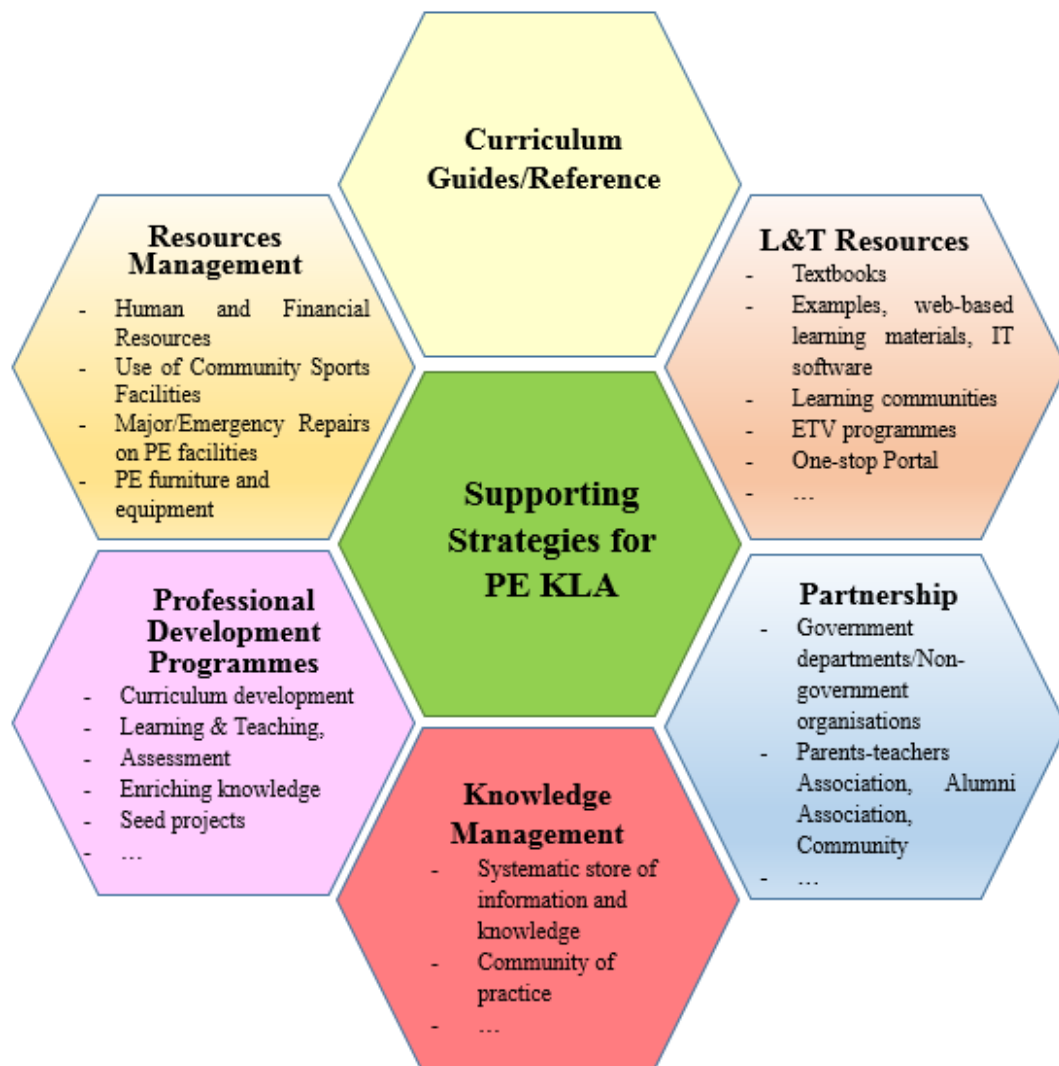 Curriculum
Guides/Reference
Resources
Management
- Human and Financial
Resources
- Use of Community Sports
Facilities
- Major/Emergency Repairs
on PE facilities
- PE furniture and
equipment
L&T Resources
- Textbooks
- Examples, web-based
learning materials, IT
software
- Learning communities
- ETV programmes
- One-stop Portal
- …
Supporting
Strategies for
PE KLA
Professional
Development
Programmes
- Curriculum development
- Learning & Teaching,
- Assessment
- Enriching knowledge
- Seed projects
- …
Partnership
- Government
departments/Non-
government
organisations
- Parents-teachers
Association, Alumni
Association,
Community
- …
Knowledge
Management
- Systematic store of
information and
knowledge
- Community of
practice
- …